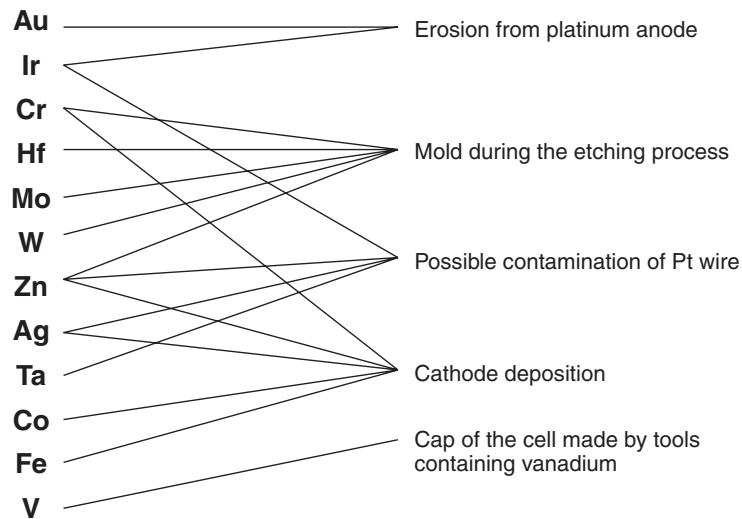 Au
Ir
Cr
Hf
Mo
W
Zn
Ag
Ta
Co
Fe
V
Erosion from platinum anode
Mold during the etching process
Possible contamination of Pt wire
Cathode deposition
Cap of the cell made by tools
containing vanadium